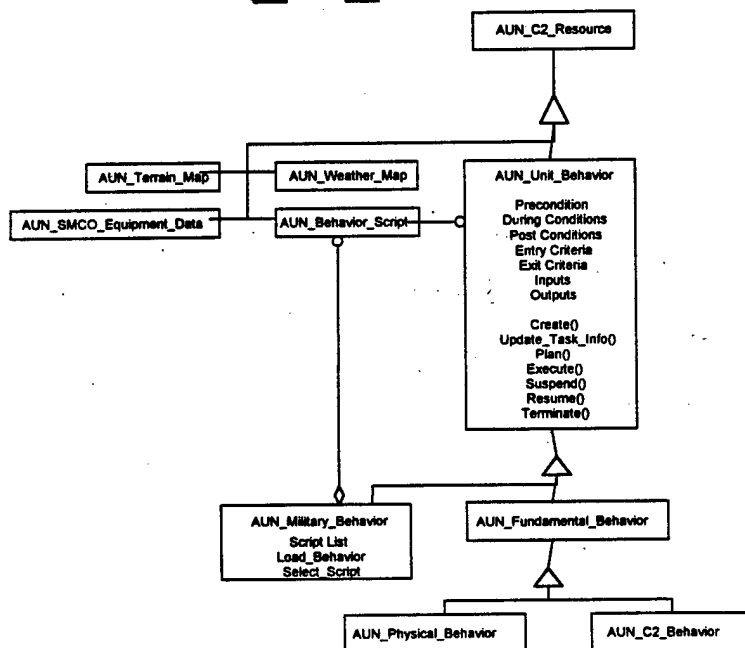 AUN_C2_Resource
AUN_Terrain_Map
AUN_Weather_Map
AUN_SMCO_Equipment_Data
AUN_Behavior_Script
AUN_Unit_Behavior
Precondition
During Conditions
Post Conditions
Entry Criteria
Exit Criteria
Inputs
Outputs
Create()
Update_Task_Info()
Plan()
Execute()
Suspend()
Resume()
Terminate()
AUN_Military_Behavior
Script List
Load_Behavior
Select_Script
AUN_Fundamental_Behavior
AUN_Physical_Behavior
AUN_C2_Behavior